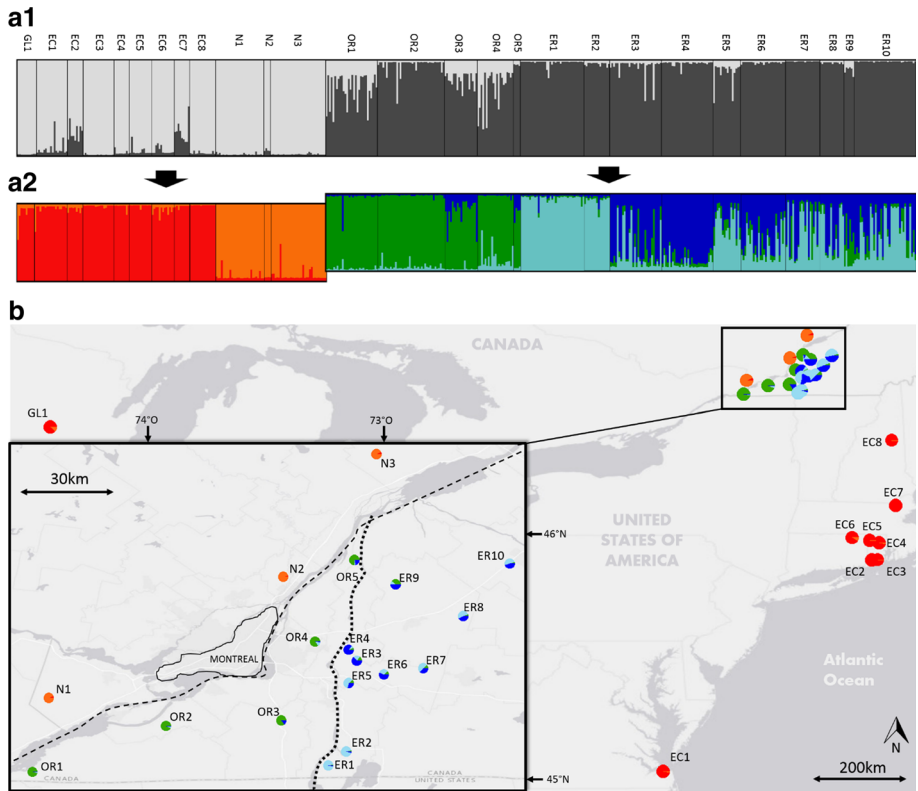 a1
GL1 EC1 EC2 EC3 EC4 EC5 EC6 EC7 EC8 N1 N2 N3 OR1 OR2 OR3 OR4 OR5 ER1 ER2 ER3 ER4 ER5 ER6 ER7 ER8 ER9 ER10
a2
b
CANADA
GL1
74°O
73°O
30km
N3
EC8
46°N
EC7
UNITED
STATES
OF AMERICA
EC6
EC5
EC4
EC2
EC3
OR5
ER10
N2
ER9
ER8
OR4
ER4
ER3
MONTREAL
ER6
ER7
ER5
N1
OR2
OR3
ER2
ER1
OR1
CANADA
CANADA
UNITED STATES
45°N
Atlantic
Ocean
N
EC1
200km